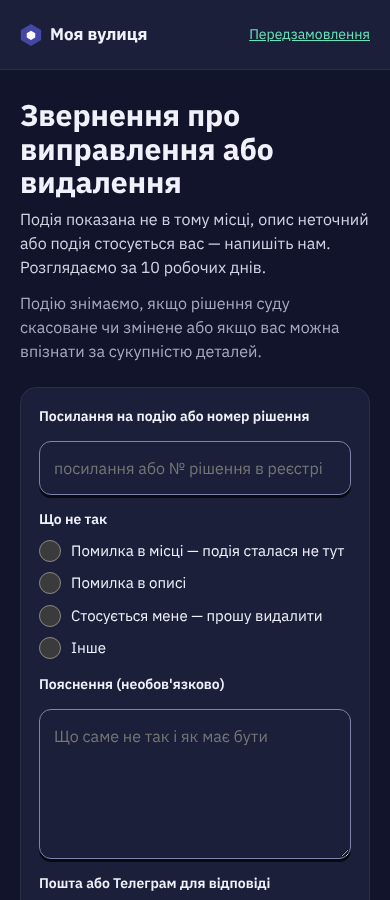 Моя вулиця
Передзамовлення
Звернення про
виправлення або
видалення
Подія показана не в тому місці, опис неточний
або подія стосується вас — напишіть нам.
Розглядаємо за 10 робочих днів.
Подію знімаємо, якщо рішення суду
скасоване чи змінене або якщо вас можна
впізнати за сукупністю деталей.
Посилання на подію або номер рішення
посилання або № рішення в реєстрі
Що не так
Помилка в місці — подія сталася не тут
Помилка в описі
Стосується мене — прошу видалити
Інше
Пояснення (необов'язково)
Що саме не так і як має бути
Пошта або Телеграм для відповіді